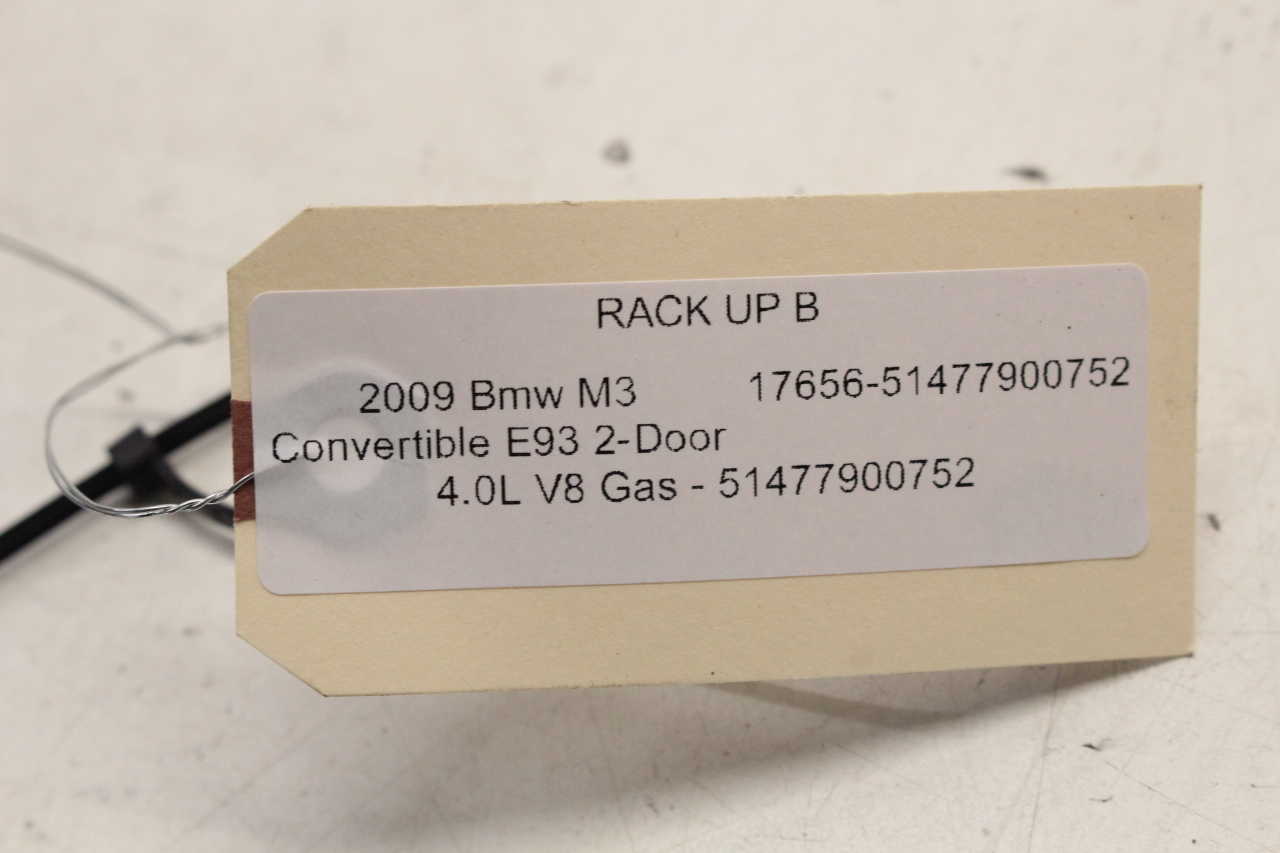 RACK UP B
2009 Bmw M3 17656-51477900752
Convertible E93 2-Door
4.0L V8 Gas - 51477900752